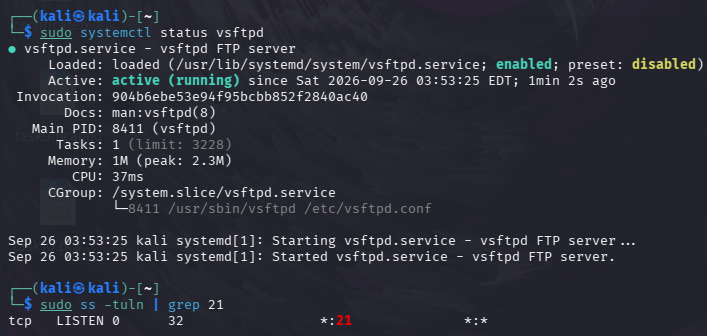 ┌──(kali㉿kali)-[~]
└─$ sudo systemctl status vsftpd
● vsftpd.service - vsftpd FTP server
     Loaded: loaded (/usr/lib/systemd/system/vsftpd.service; enabled; preset: disabled)
     Active: active (running) since Sat 2026-09-26 03:53:25 EDT; 1min 2s ago
 Invocation: 904b6ebe53e94f95bcbb852f2840ac40
       Docs: man:vsftpd(8)
   Main PID: 8411 (vsftpd)
      Tasks: 1 (limit: 3228)
     Memory: 1M (peak: 2.3M)
        CPU: 37ms
     CGroup: /system.slice/vsftpd.service
             └─8411 /usr/sbin/vsftpd /etc/vsftpd.conf
Sep 26 03:53:25 kali systemd[1]: Starting vsftpd.service - vsftpd FTP server...
Sep 26 03:53:25 kali systemd[1]: Started vsftpd.service - vsftpd FTP server.
┌──(kali㉿kali)-[~]
└─$ sudo ss -tuln | grep 21
tcp   LISTEN 0      32                 *:21              *:*